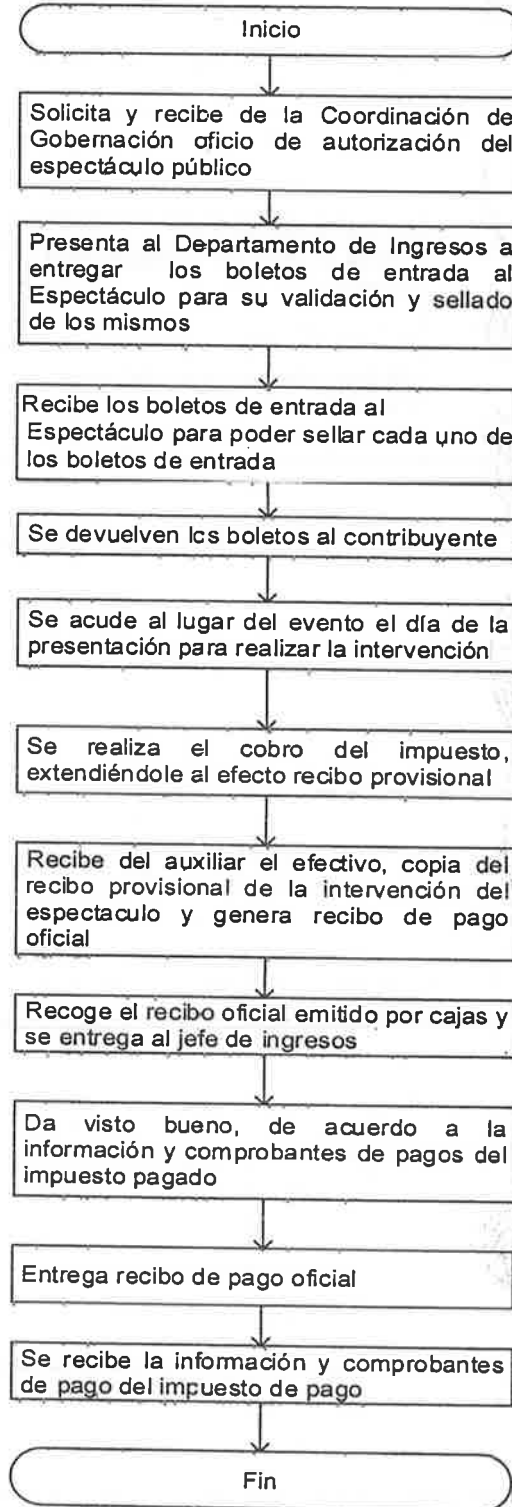 Inicio
Solicita y recibe de la Coordinación de
Gobernación oficio de autorización del
espectáculo público
Presenta al Departamento de Ingresos a
entregar los boletos de entrada al
Espectáculo para su validación y sellado
de los mismos
Recibe los boletos de entrada al
Espectáculo para poder sellar cada uno de
los boletos de entrada
Se devuelven los boletos al contribuyente
Se acude al lugar del evento el día de la
presentación para realizar la intervención
Se realiza el cobro del impuesto,
extendiéndole al efecto recibo provisional
Recibe del auxiliar el efectivo, copia del
recibo provisional de la intervención del
espectaculo y genera recibo de pago
oficial
Recoge el recibo oficial emitido por cajas y
se entrega al jefe de ingresos
Da visto bueno, de acuerdo a la
información y comprobantes de pagos del
impuesto pagado
Entrega recibo de pago oficial
Se recibe la información y comprobantes
de pago del impuesto de pago
Fin